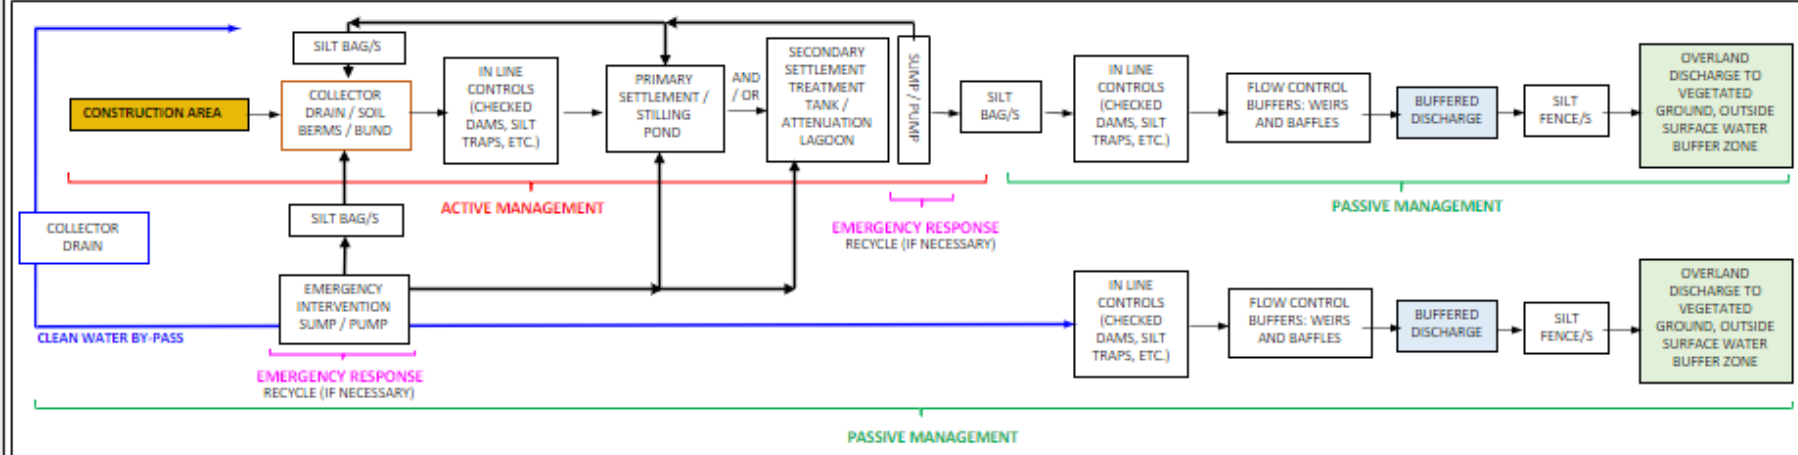 SILT BAG/S
CONSTRUCTION AREA
COLLECTOR
DRAIN / SOIL
BERMS / BUND
IN LINE
CONTROLS
(CHECKED
DAMS, SILT
TRAPS, ETC.)
PRIMARY
SETTLEMENT /
STILLING
POND
AND
/ OR
SECONDARY
SETTLEMENT
TREATMENT
TANK /
ATTENUATION
LAGOON
SUMP / PUMP
SILT
BAG/S
IN LINE
CONTROLS
(CHECKED
DAMS, SILT
TRAPS, ETC.)
FLOW CONTROL
BUFFERS: WEIRS
AND BAFFLES
BUFFERED
DISCHARGE
SILT
FENCE/S
OVERLAND
DISCHARGE TO
VEGETATED
GROUND, OUTSIDE
SURFACE WATER
BUFFER ZONE
ACTIVE MANAGEMENT
EMERGENCY RESPONSE
RECYCLE (IF NECESSARY)
PASSIVE MANAGEMENT
COLLECTOR
DRAIN
SILT BAG/S
EMERGENCY
INTERVENTION
SUMP / PUMP
CLEAN WATER BY-PASS
EMERGENCY RESPONSE
RECYCLE (IF NECESSARY)
IN LINE
CONTROLS
(CHECKED
DAMS, SILT
TRAPS, ETC.)
FLOW CONTROL
BUFFERS: WEIRS
AND BAFFLES
BUFFERED
DISCHARGE
SILT
FENCE/S
OVERLAND
DISCHARGE TO
VEGETATED
GROUND, OUTSIDE
SURFACE WATER
BUFFER ZONE
PASSIVE MANAGEMENT